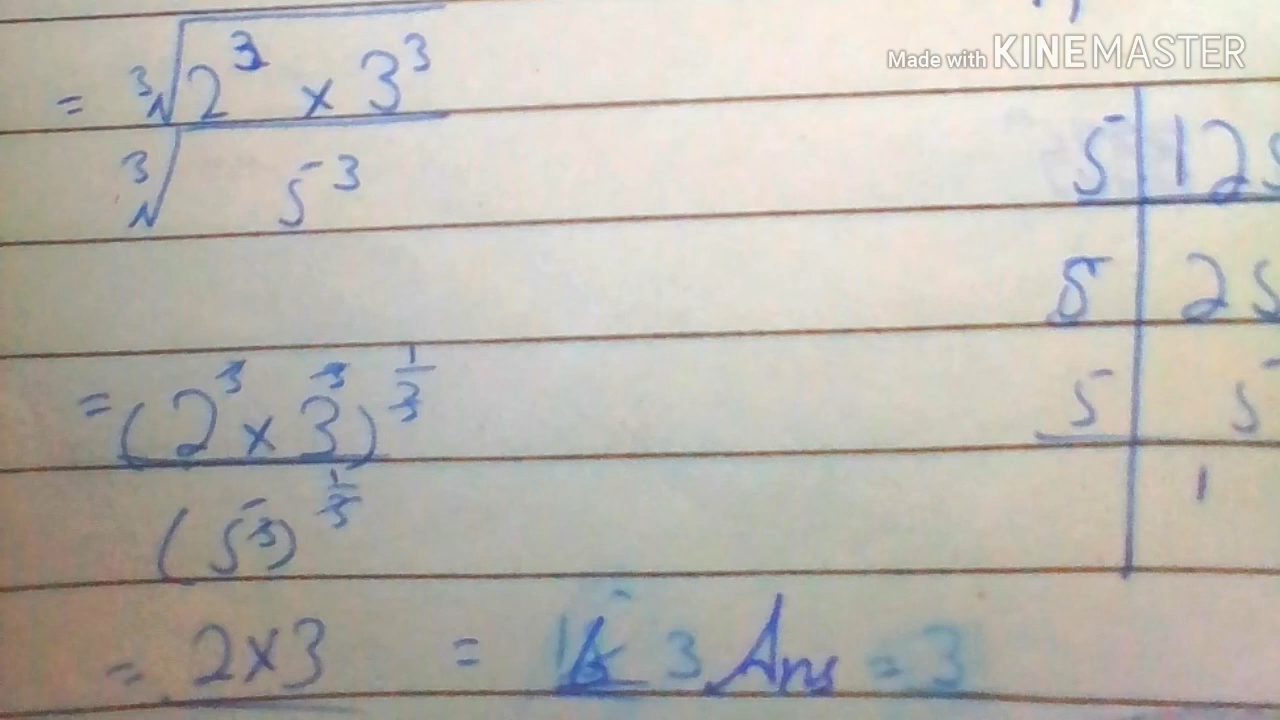 Made with KINEMASTER
= ∛2³ × 3³
∛5³
5 | 125
5 | 25
5 | 5
1
= (2³ × 3³)^1/3
(5³)^1/3
= 2×3 = 3 Ans = 3